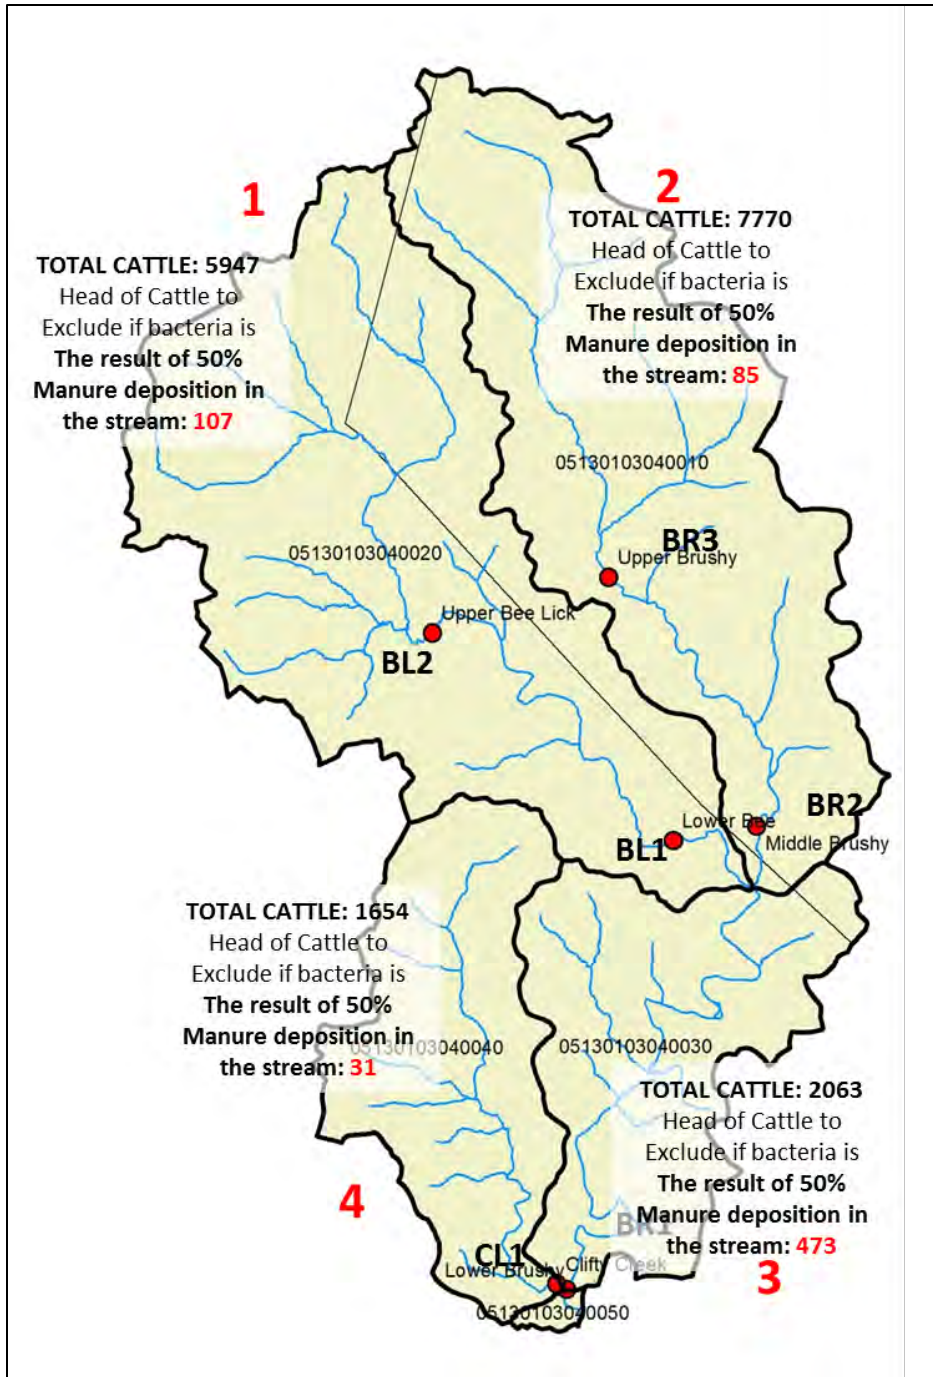 1
TOTAL CATTLE: 5947
Head of Cattle to
Exclude if bacteria is
The result of 50%
Manure deposition in
the stream: 107
2
TOTAL CATTLE: 7770
Head of Cattle to
Exclude if bacteria is
The result of 50%
Manure deposition in
the stream: 85
05130103040010
BR3
Upper Brushy
05130103040020
Upper Bee Lick
BL2
BR2
Lower Bee
Middle Brushy
BL1
TOTAL CATTLE: 1654
Head of Cattle to
Exclude if bacteria is
The result of 50%
Manure deposition in
the stream: 31
05130103040040
4
05130103040030
TOTAL CATTLE: 2063
Head of Cattle to
Exclude if bacteria is
The result of 50%
Manure deposition in
the stream: 473
3
BR1
CL1
Lower Brushy
Clifty Creek
05130103040050